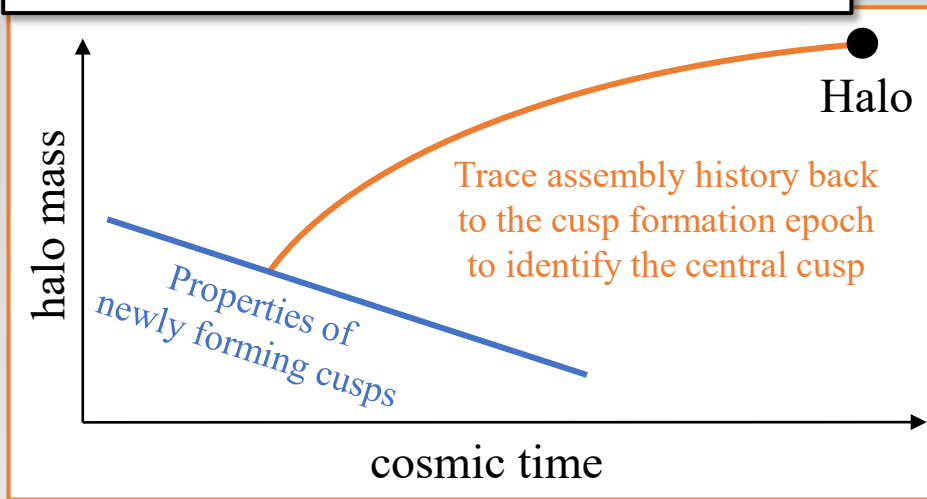 halo mass
Halo
Trace assembly history back
to the cusp formation epoch
to identify the central cusp
Properties of
newly forming cusps
cosmic time